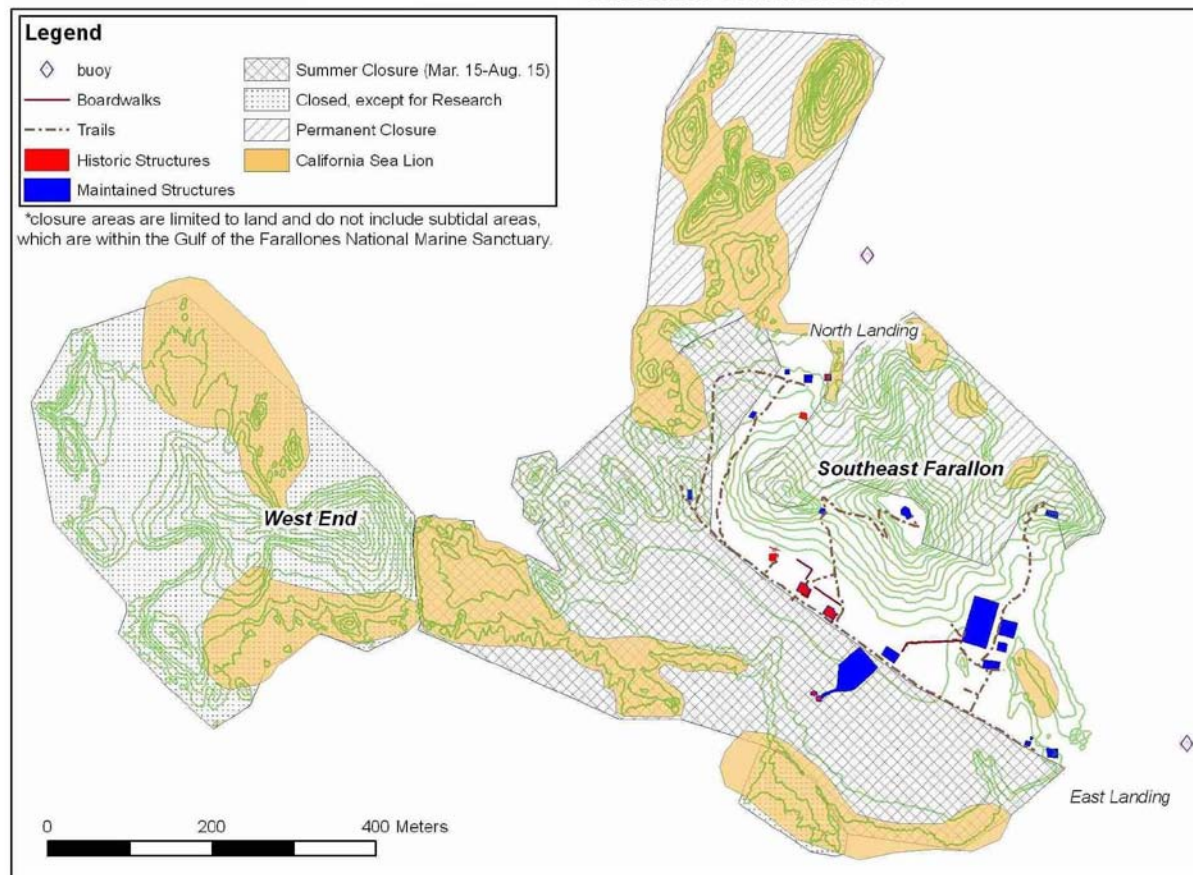 Legend
buoy
Boardwalks
Trails
Historic Structures
Maintained Structures
Summer Closure (Mar. 15-Aug. 15)
Closed, except for Research
Permanent Closure
California Sea Lion
*closure areas are limited to land and do not include subtidal areas,
which are within the Gulf of the Farallones National Marine Sanctuary.
North Landing
Southeast Farallon
West End
East Landing
0 200 400 Meters